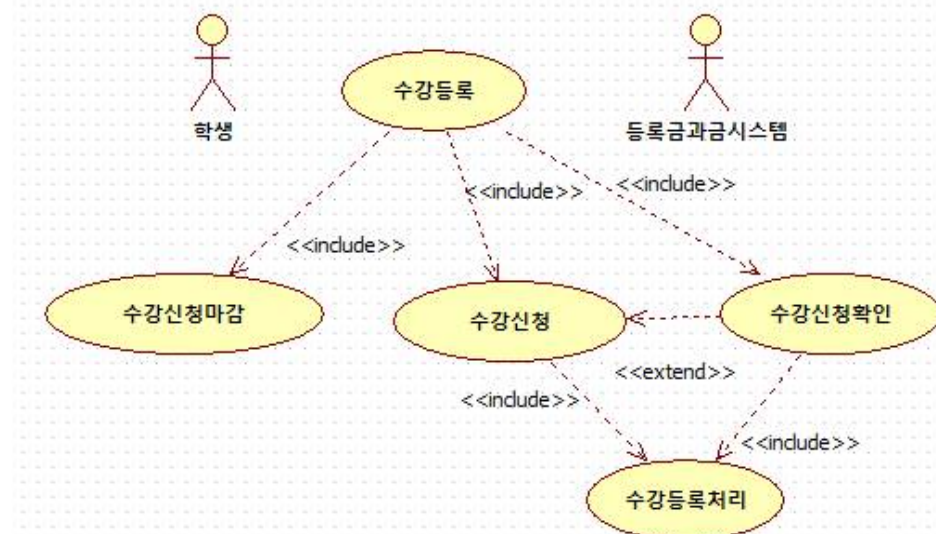 수강등록
학생
등록금과금시스템
<<include>>
<<include>>
<<include>>
수강신청마감
수강신청
수강신청확인
<<extend>>
<<include>>
<<include>>
수강등록처리